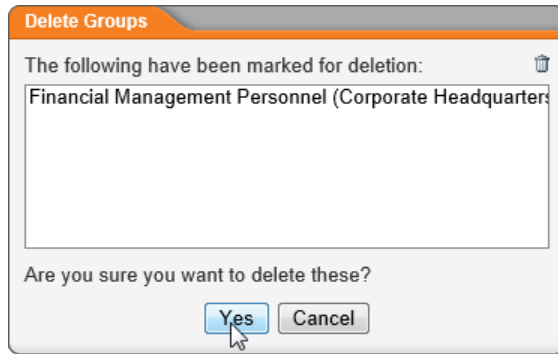 Delete Groups
The following have been marked for deletion:
Financial Management Personnel (Corporate Headquarters
Are you sure you want to delete these?
Yes Cancel